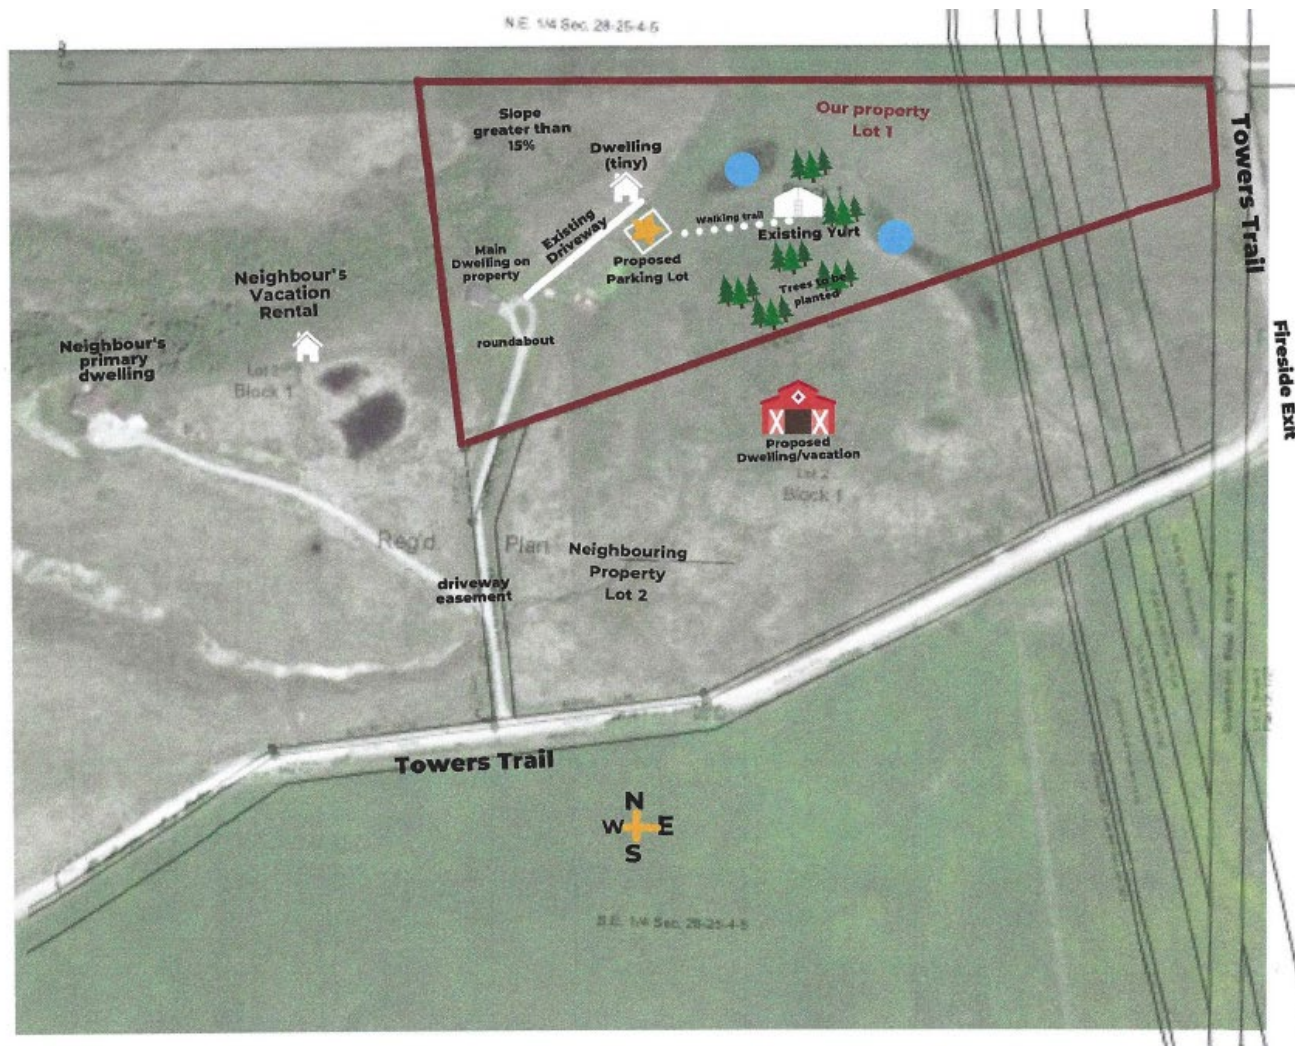 N.E. 1/4 Sec. 28-25-4-5
Slope
greater than
15%
Our property
Lot 1
Dwelling
(tiny)
Towers Trail
Existing
Driveway
Walking trail
Existing Yurt
Main
Dwelling on
property
Proposed
Parking Lot
Trees to be
planted
Neighbour's
Vacation
Rental
roundabout
Neighbour's
primary
dwelling
Block 1
Fireside Exit
Proposed
Dwelling/vacation
Lot 2
Block 1
Reg'd Plan
Neighbouring
Property
Lot 2
driveway
easement
Towers Trail
N
W E
S
S.E. 1/4 Sec. 28-25-4-5